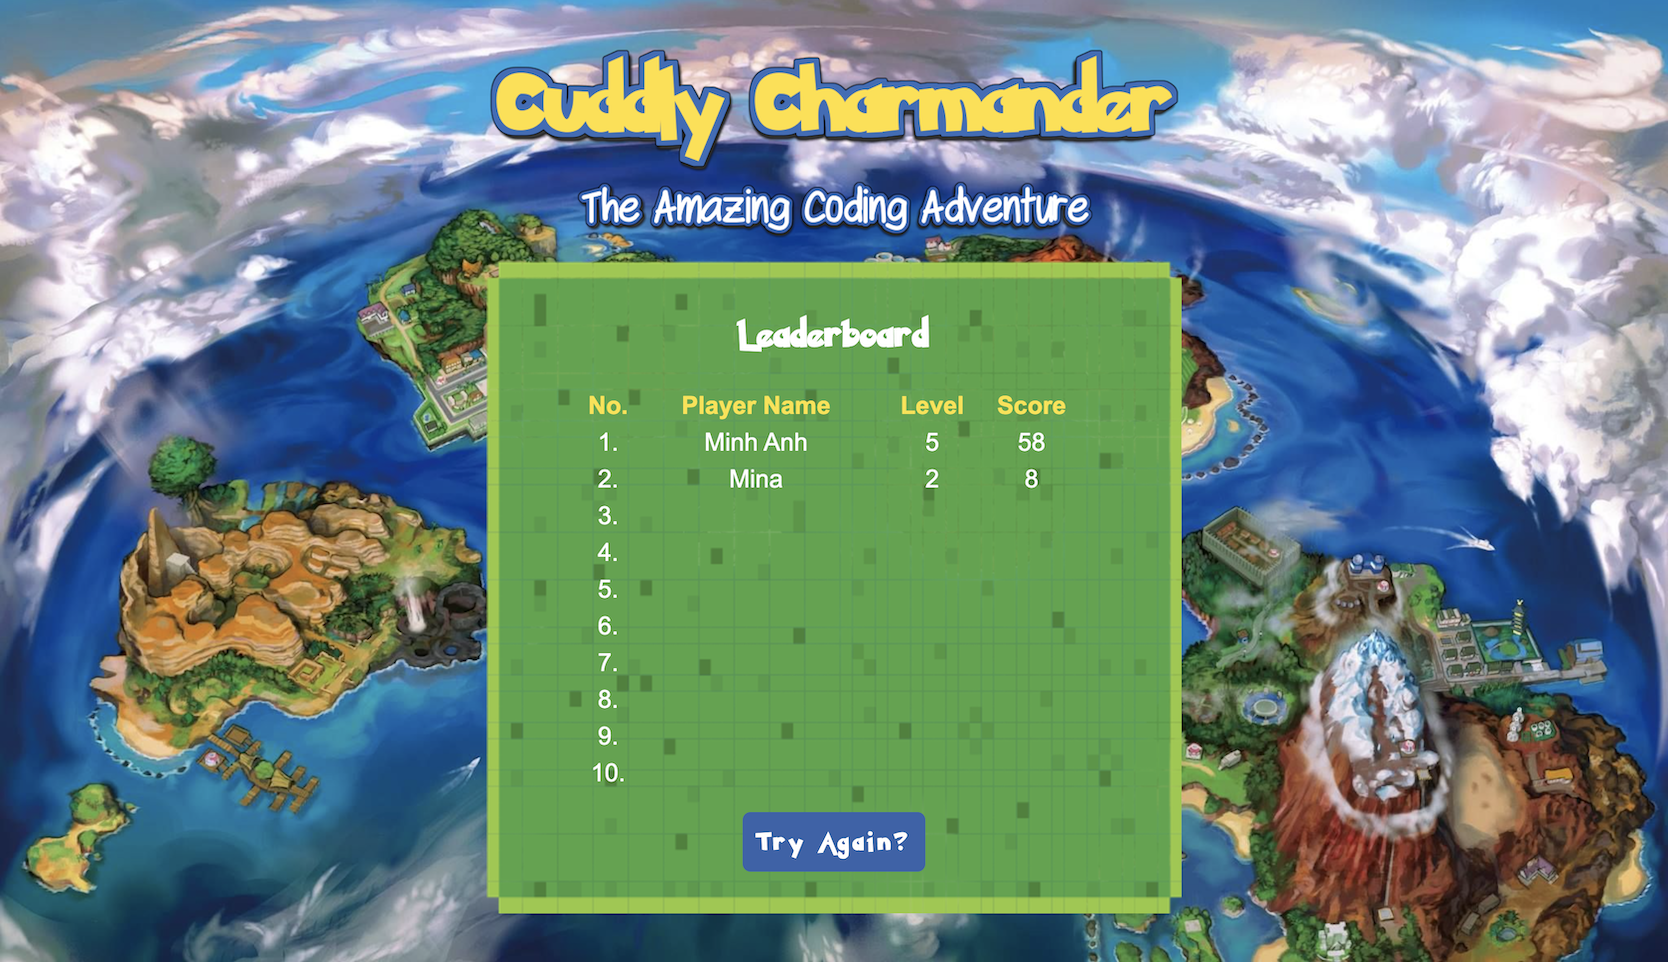 Cuddly Charmander
The Amazing Coding Adventure
Leaderboard
No. Player Name Level Score
1. Minh Anh 5 58
2. Mina 2 8
3.
4.
5.
6.
7.
8.
9.
10.
Try Again?